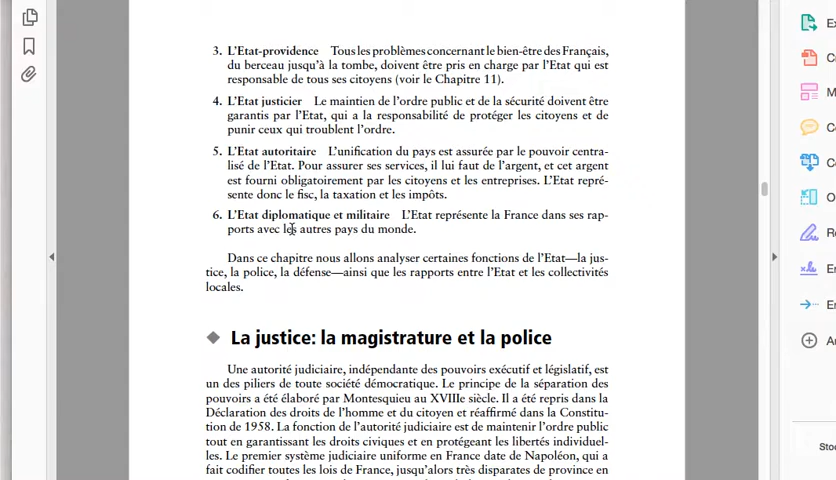 3. L’Etat-providence Tous les problèmes concernant le bien-être des Français,
du berceau jusqu’à la tombe, doivent être pris en charge par l’Etat qui est
responsable de tous ses citoyens (voir le Chapitre 11).
4. L’Etat justicier Le maintien de l’ordre public et de la sécurité doivent être
garantis par l’Etat, qui a la responsabilité de protéger les citoyens et de
punir ceux qui troublent l’ordre.
5. L’Etat autoritaire L’unification du pays est assurée par le pouvoir centra-
lisé de l’Etat. Pour assurer ses services, il lui faut de l’argent, et cet argent
est fourni obligatoirement par les citoyens et les entreprises. L’Etat repré-
sente donc le fisc, la taxation et les impôts.
6. L’Etat diplomatique et militaire L’Etat représente la France dans ses rap-
ports avec les autres pays du monde.
Dans ce chapitre nous allons analyser certaines fonctions de l’Etat—la jus-
tice, la police, la défense—ainsi que les rapports entre l’Etat et les collectivités
locales.
La justice: la magistrature et la police
Une autorité judiciaire, indépendante des pouvoirs exécutif et législatif, est
un des piliers de toute société démocratique. Le principe de la séparation des
pouvoirs a été élaboré par Montesquieu au XVIIIe siècle. Il a été repris dans la
Déclaration des droits de l’homme et du citoyen et réaffirmé dans la Constitu-
tion de 1958. La fonction de l’autorité judiciaire est de maintenir l’ordre public
tout en garantissant les droits civiques et en protégeant les libertés individuel-
les. Le premier système judiciaire uniforme en France date de Napoléon, qui a
fait codifier toutes les lois de France, jusqu’alors très disparates de province en